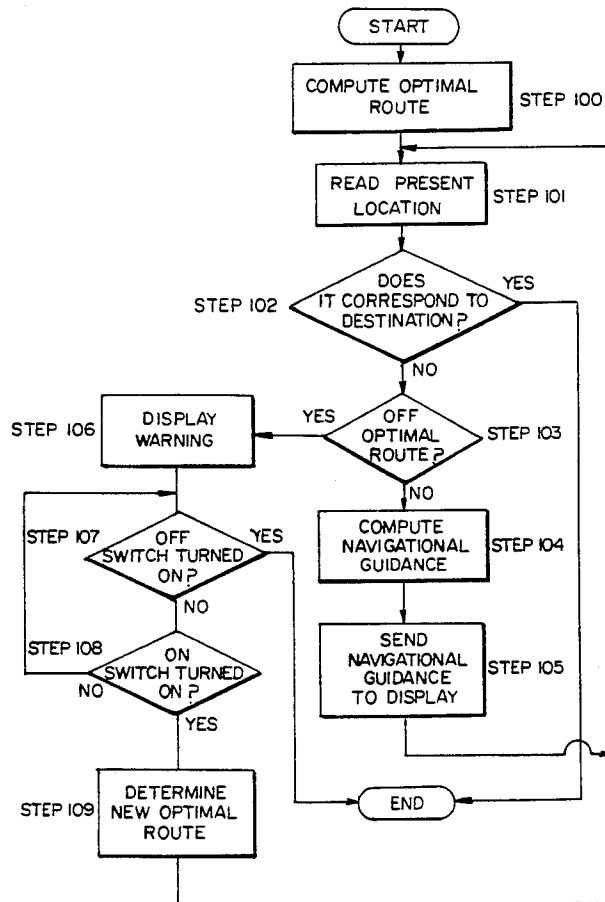 START
COMPUTE OPTIMAL
ROUTE
STEP 100
READ PRESENT
LOCATION
STEP 101
DOES
IT CORRESPOND TO
DESTINATION?
YES
STEP 102
NO
OFF
OPTIMAL
ROUTE?
YES
STEP 103
NO
DISPLAY
WARNING
STEP 106
STEP 107
OFF
SWITCH TURNED
ON?
YES
NO
COMPUTE
NAVIGATIONAL
GUIDANCE
STEP 104
STEP 108
ON
SWITCH TURNED
ON?
NO
YES
SEND
NAVIGATIONAL
GUIDANCE
TO DISPLAY
STEP 105
STEP 109
DETERMINE
NEW OPTIMAL
ROUTE
END